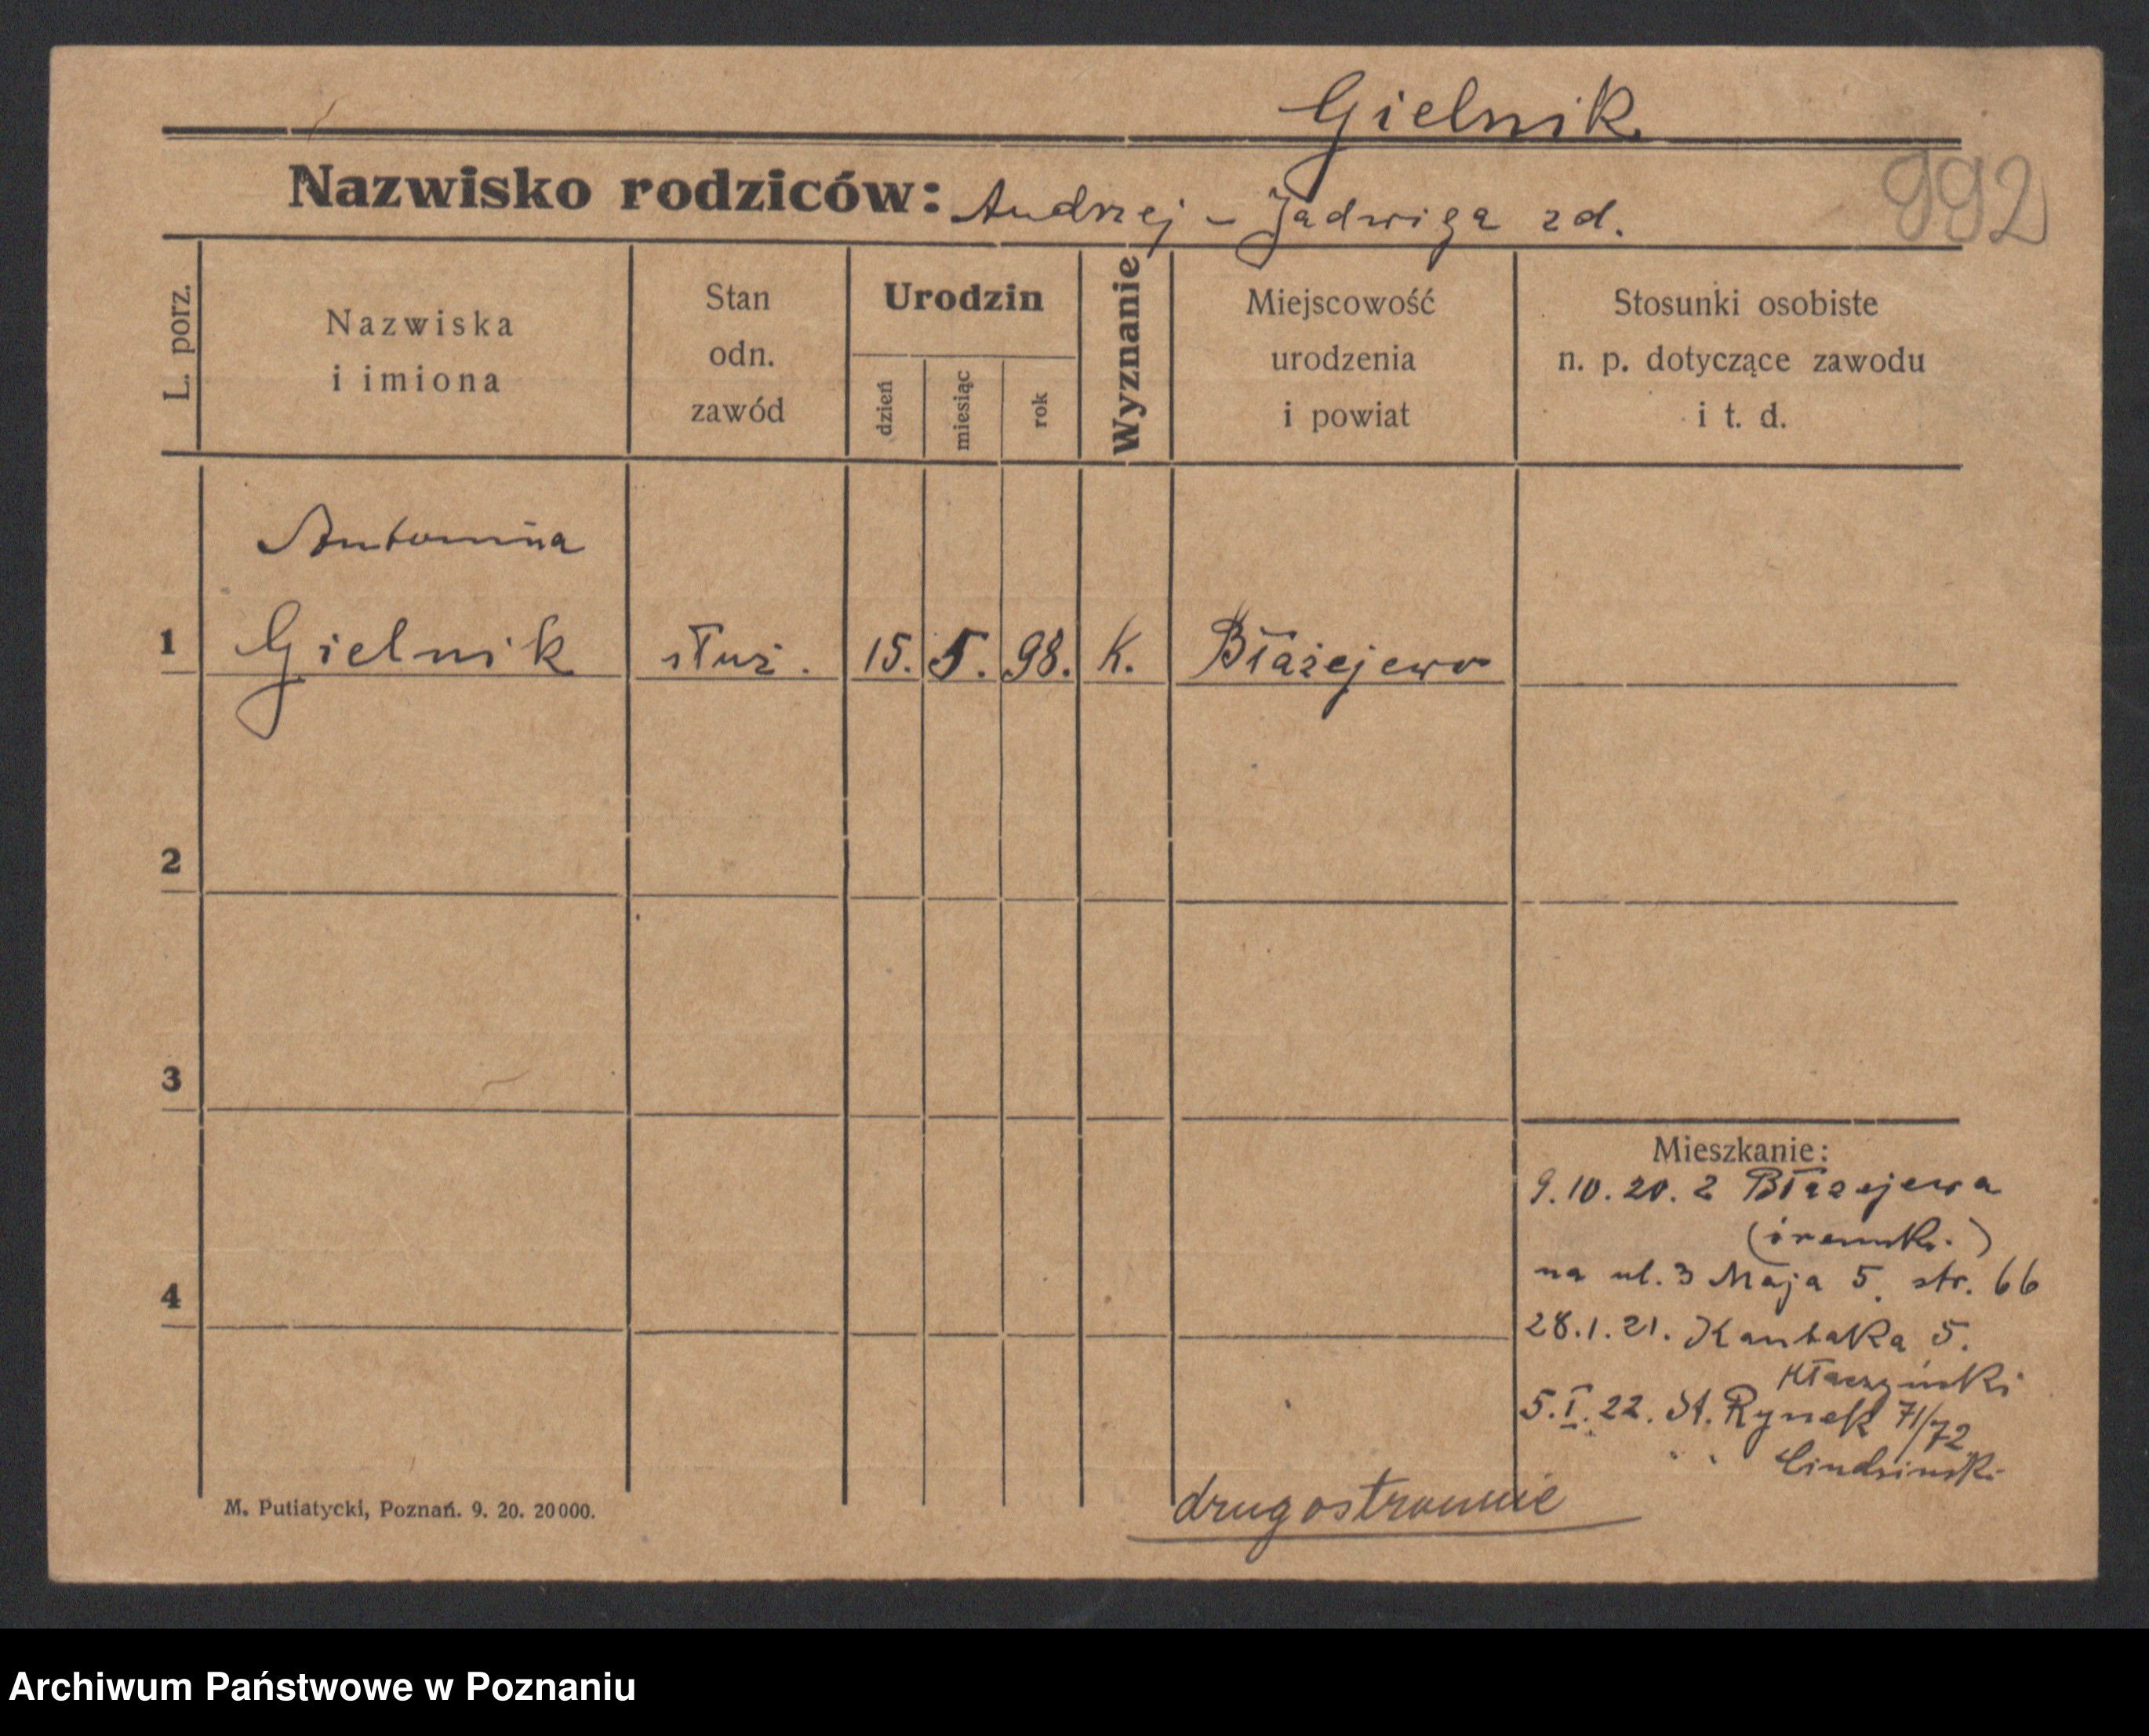 Gielnik
992
Nazwisko rodziców: Andrzej – Jadwiga zd.
L. porz.
Nazwiska
i imiona
Stan
odn.
zawód
Urodzin
dzień
miesiąc
rok
Wyznanie
Miejscowość
urodzenia
i powiat
Stosunki osobiste
n. p. dotyczące zawodu
i t. d.
Antonina
1 Gielnik służ. 15. 5. 98. K. Błażejewo
2
3
4
Mieszkanie:
9.10.20. z Błażejewa
na ul. 3 Maja 5. str. 66
28.1.21. Kantaka 5.
5.I.22. St. Rynek 71/72
drugostronnie
M. Putiatycki, Poznań. 9. 20. 20000.
Archiwum Państwowe w Poznaniu